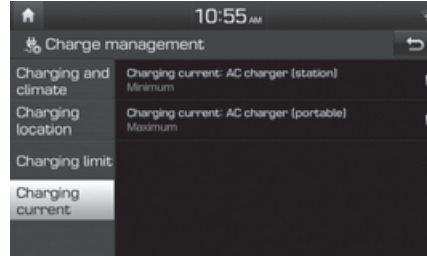 10:55 AM
Charge management
Charging and
climate
Charging current: AC charger (station)
Minimum
Charging
location
Charging current: AC charger (portable)
Maximum
Charging limit
Charging
current